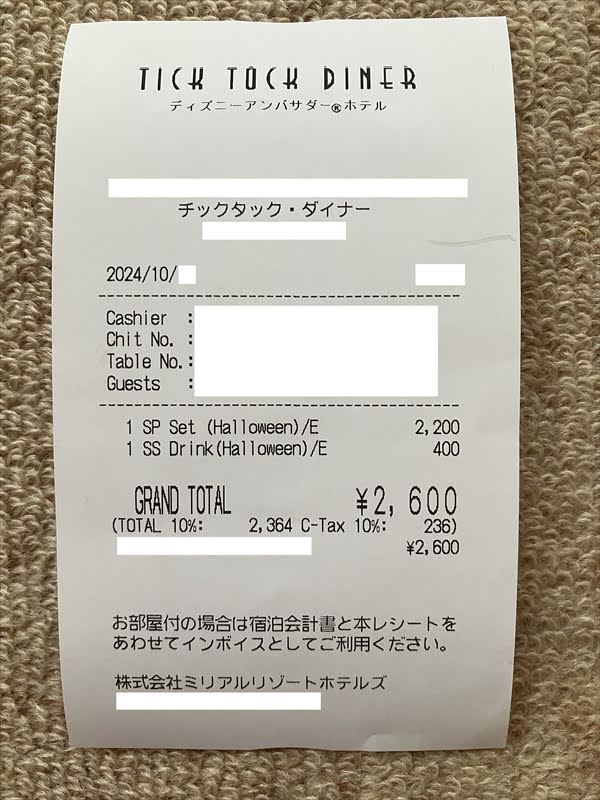 TICK TOCK DINER
ディズニーアンバサダー®ホテル
チックタック・ダイナー
2024/10/
Cashier :
Chit No. :
Table No.:
Guests :
1 SP Set (Halloween)/E 2,200
1 SS Drink(Halloween)/E 400
GRAND TOTAL ¥2,600
(TOTAL 10%: 2,364 C-Tax 10%: 236)
¥2,600
お部屋付の場合は宿泊会計書と本レシートを
あわせてインボイスとしてご利用ください。
株式会社ミリアルリゾートホテルズ